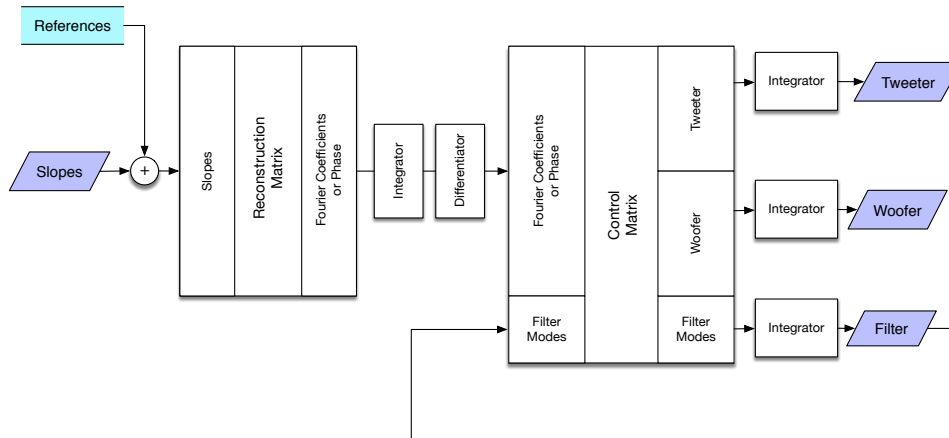 References
Slopes
+
Slopes
Reconstruction
Matrix
Fourier Coefficients
or Phase
Integrator
Differentiator
Fourier Coefficients
or Phase
Filter
Modes
Control
Matrix
Tweeter
Woofer
Filter
Modes
Integrator
Tweeter
Integrator
Woofer
Integrator
Filter